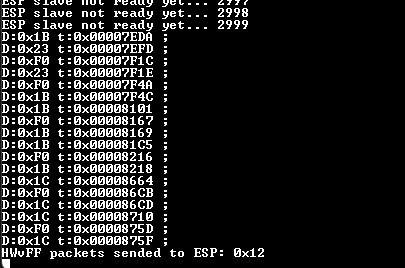 ESP slave not ready yet... 2997
ESP slave not ready yet... 2998
ESP slave not ready yet... 2999
D:0x1B t:0x00007EDA ;
D:0x23 t:0x00007EFD ;
D:0xF0 t:0x00007F1C ;
D:0x23 t:0x00007F1E ;
D:0xF0 t:0x00007F4A ;
D:0x1B t:0x00007F4C ;
D:0x1B t:0x00008101 ;
D:0xF0 t:0x00008167 ;
D:0x1B t:0x00008169 ;
D:0x1B t:0x000081C5 ;
D:0xF0 t:0x00008216 ;
D:0x1B t:0x00008218 ;
D:0x1C t:0x00008664 ;
D:0xF0 t:0x000086CB ;
D:0x1C t:0x000086CD ;
D:0x1C t:0x00008710 ;
D:0xF0 t:0x0000875D ;
D:0x1C t:0x0000875F ;
HWvFF packets sended to ESP: 0x12